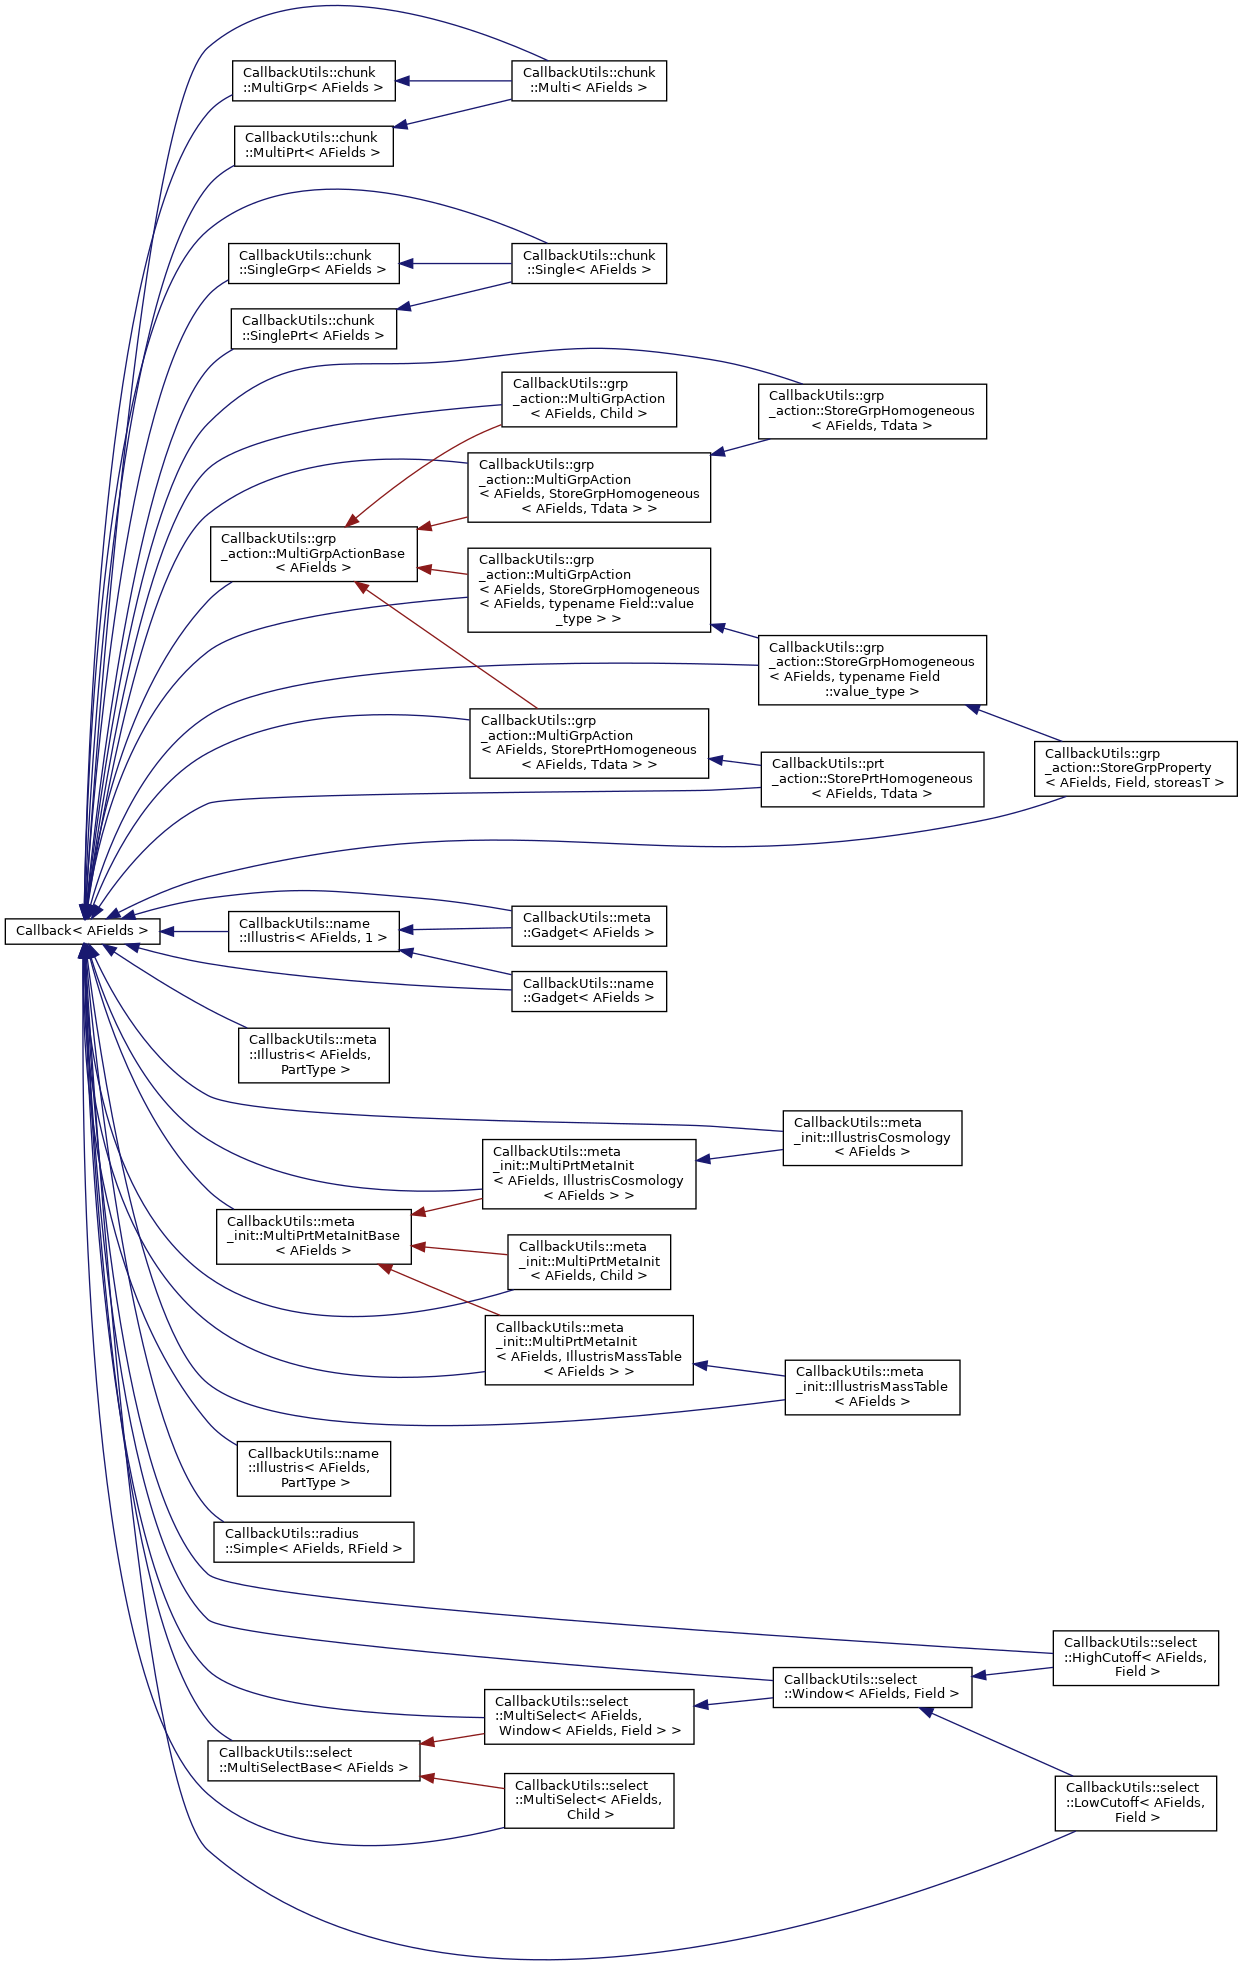 CallbackUtils::chunk
::MultiGrp< AFields >
CallbackUtils::chunk
::Multi< AFields >
CallbackUtils::chunk
::MultiPrt< AFields >
CallbackUtils::chunk
::SingleGrp< AFields >
CallbackUtils::chunk
::Single< AFields >
CallbackUtils::chunk
::SinglePrt< AFields >
CallbackUtils::grp
_action::MultiGrpAction
< AFields, Child >
CallbackUtils::grp
_action::StoreGrpHomogeneous
< AFields, Tdata >
CallbackUtils::grp
_action::MultiGrpAction
< AFields, StoreGrpHomogeneous
< AFields, Tdata > >
CallbackUtils::grp
_action::MultiGrpActionBase
< AFields >
CallbackUtils::grp
_action::MultiGrpAction
< AFields, StoreGrpHomogeneous
< AFields, typename Field::value
_type > >
CallbackUtils::grp
_action::StoreGrpHomogeneous
< AFields, typename Field
::value_type >
CallbackUtils::grp
_action::MultiGrpAction
< AFields, StorePrtHomogeneous
< AFields, Tdata > >
CallbackUtils::prt
_action::StorePrtHomogeneous
< AFields, Tdata >
CallbackUtils::grp
_action::StoreGrpProperty
< AFields, Field, storeasT >
Callback< AFields >
CallbackUtils::name
::Illustris< AFields, 1 >
CallbackUtils::meta
::Gadget< AFields >
CallbackUtils::name
::Gadget< AFields >
CallbackUtils::meta
::Illustris< AFields,
PartType >
CallbackUtils::meta
_init::IllustrisCosmology
< AFields >
CallbackUtils::meta
_init::MultiPrtMetaInit
< AFields, IllustrisCosmology
< AFields > >
CallbackUtils::meta
_init::MultiPrtMetaInitBase
< AFields >
CallbackUtils::meta
_init::MultiPrtMetaInit
< AFields, Child >
CallbackUtils::meta
_init::MultiPrtMetaInit
< AFields, IllustrisMassTable
< AFields > >
CallbackUtils::meta
_init::IllustrisMassTable
< AFields >
CallbackUtils::name
::Illustris< AFields,
PartType >
CallbackUtils::radius
::Simple< AFields, RField >
CallbackUtils::select
::HighCutoff< AFields,
Field >
CallbackUtils::select
::Window< AFields, Field >
CallbackUtils::select
::MultiSelect< AFields,
Window< AFields, Field > >
CallbackUtils::select
::MultiSelectBase< AFields >
CallbackUtils::select
::MultiSelect< AFields,
Child >
CallbackUtils::select
::LowCutoff< AFields,
Field >